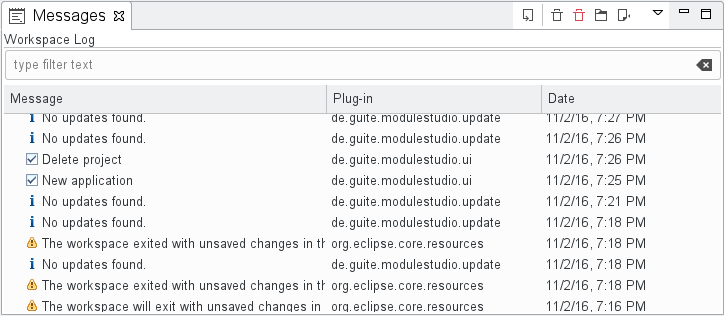 Messages
Workspace Log
type filter text
Message Plug-in Date
No updates found. de.guite.modulestudio.update 11/2/16, 7:27 PM
No updates found. de.guite.modulestudio.update 11/2/16, 7:26 PM
Delete project de.guite.modulestudio.ui 11/2/16, 7:26 PM
New application de.guite.modulestudio.ui 11/2/16, 7:25 PM
No updates found. de.guite.modulestudio.update 11/2/16, 7:21 PM
No updates found. de.guite.modulestudio.update 11/2/16, 7:18 PM
The workspace exited with unsaved changes in th org.eclipse.core.resources 11/2/16, 7:18 PM
No updates found. de.guite.modulestudio.update 11/2/16, 7:18 PM
The workspace exited with unsaved changes in th org.eclipse.core.resources 11/2/16, 7:18 PM
The workspace will exit with unsaved changes in org.eclipse.core.resources 11/2/16, 7:16 PM